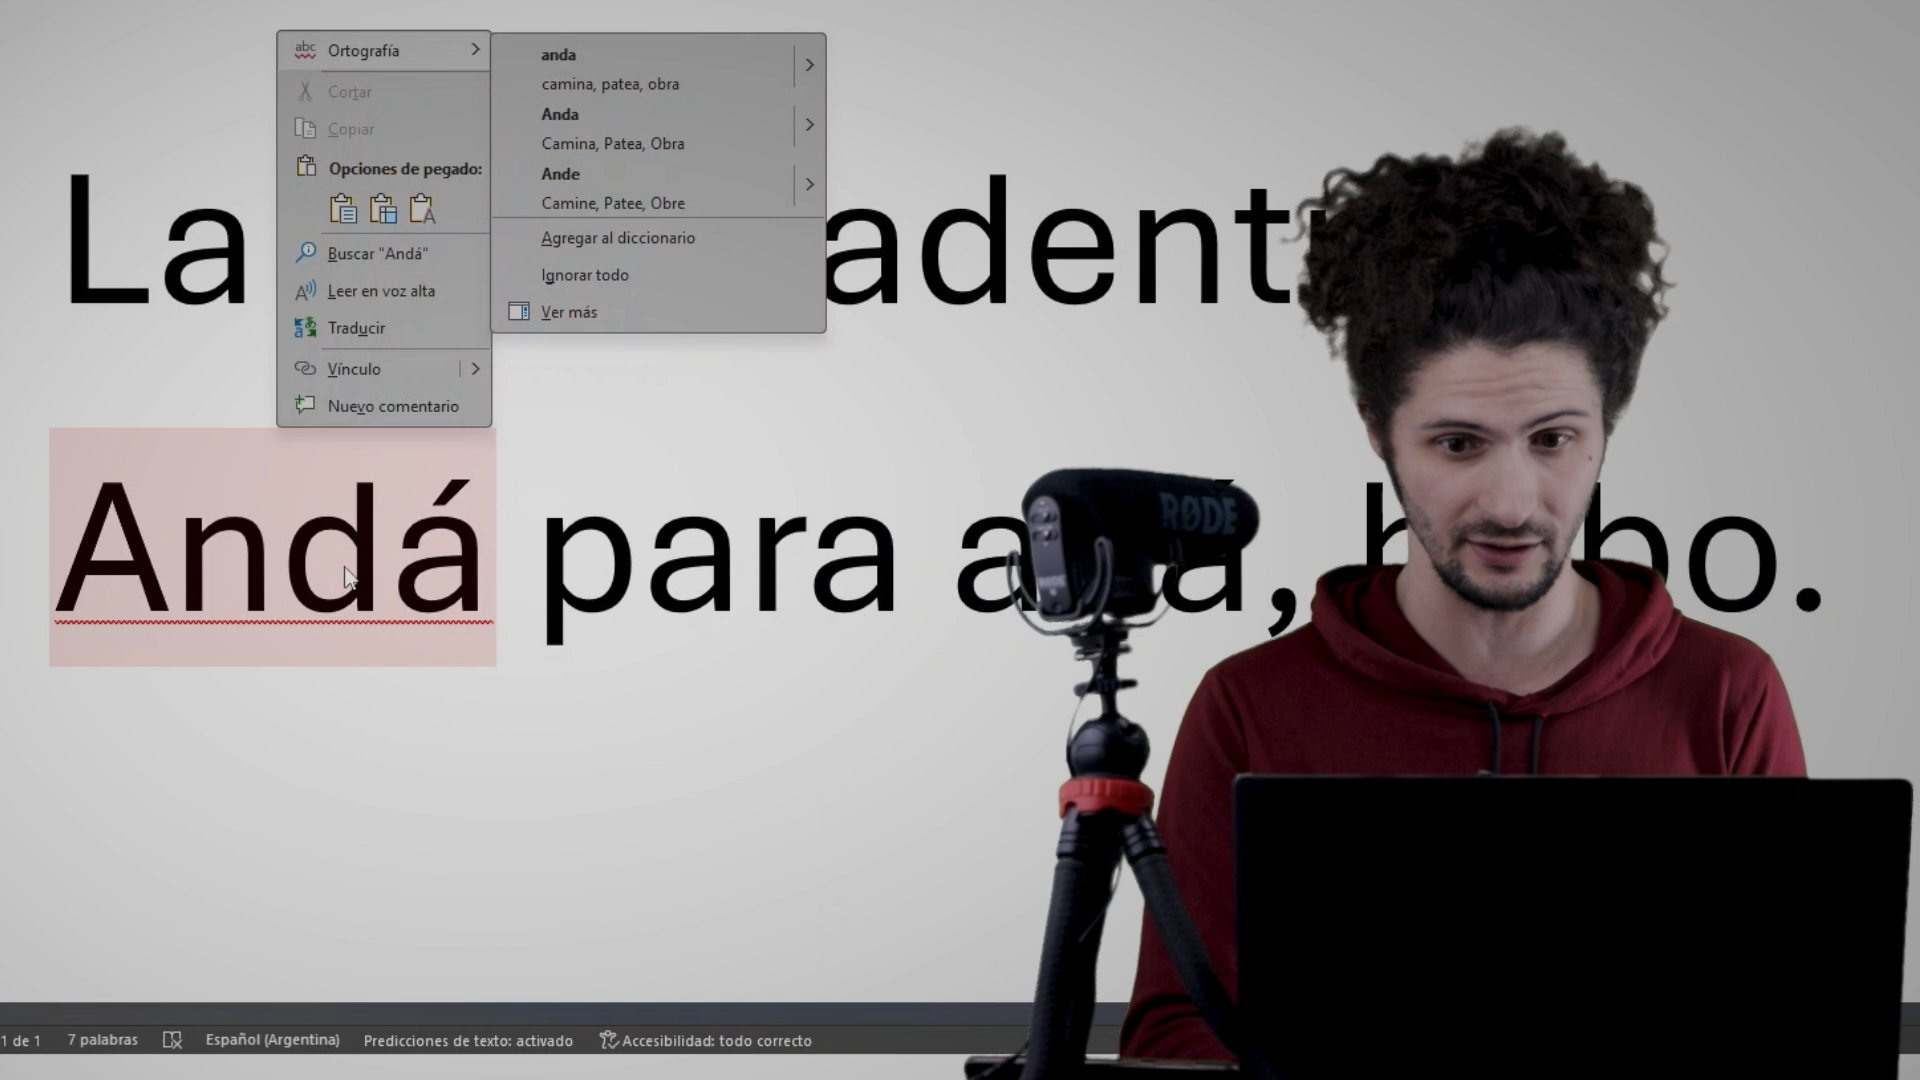 Ortografía
Cortar
Copiar
Opciones de pegado:
Buscar "Andá"
Leer en voz alta
Traducir
Vínculo
Nuevo comentario
anda
camina, patea, obra
Anda
Camina, Patea, Obra
Ande
Camine, Patee, Obre
Agregar al diccionario
Ignorar todo
Ver más
La adent
Andá para bo.
RØDE
1 de 1 7 palabras Español (Argentina) Predicciones de texto: activado Accesibilidad: todo correcto